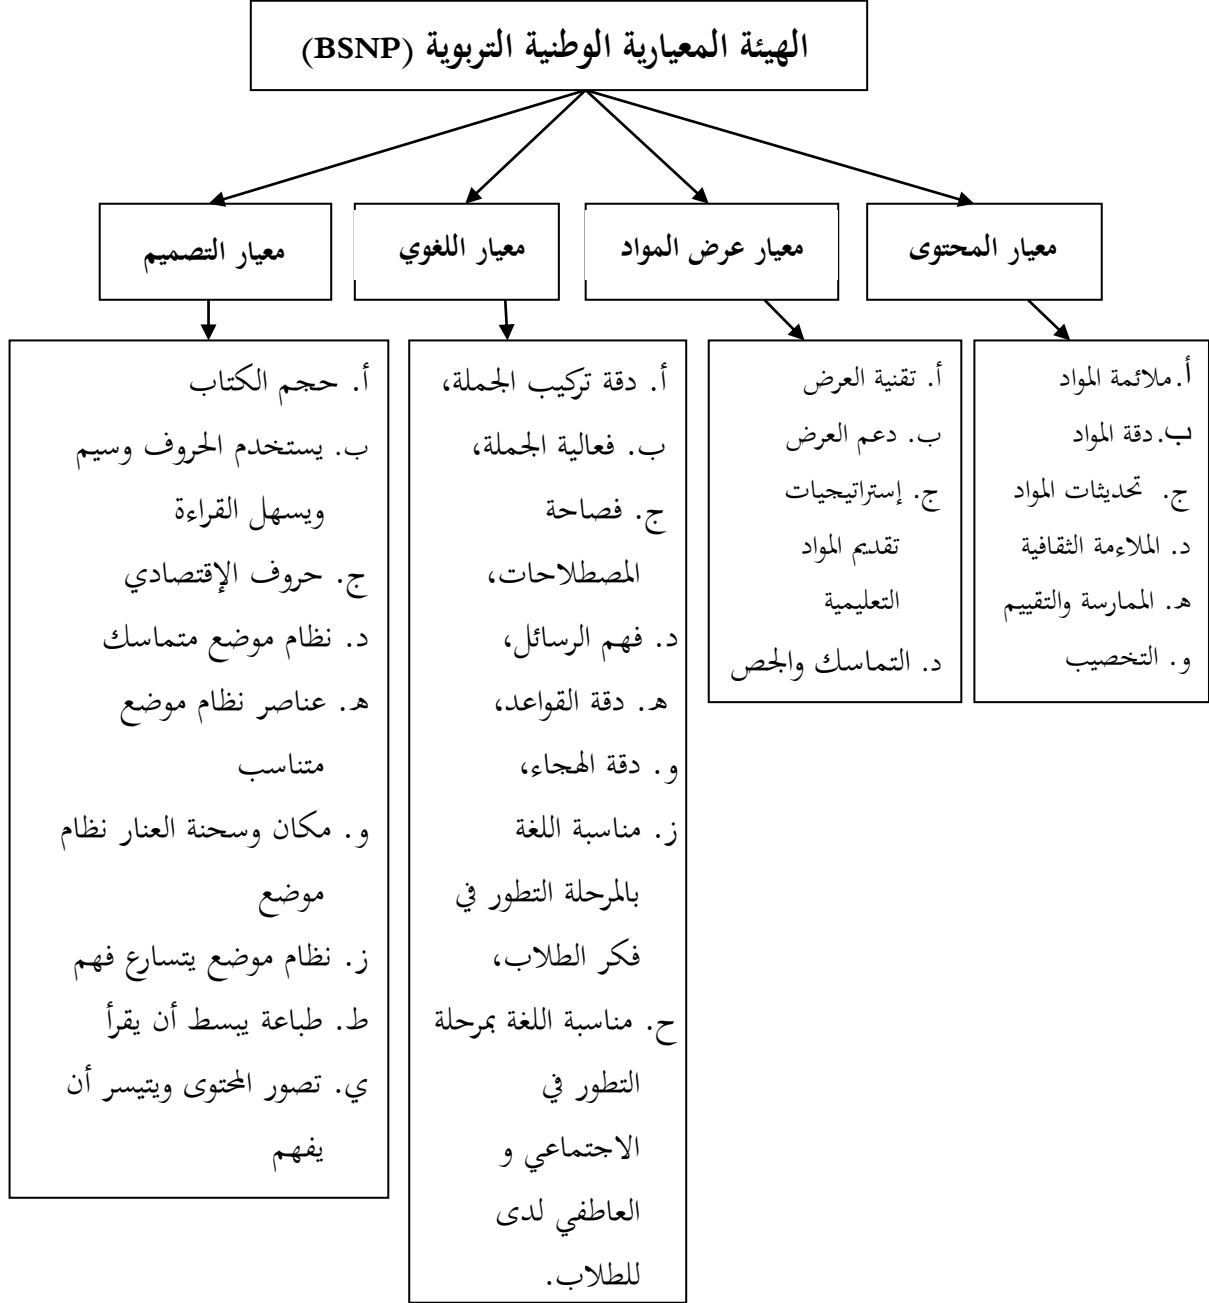 الهيئة المعيارية الوطنية التربوية (BSNP)
معيار المحتوى
معيار عرض المواد
معيار اللغوي
معيار التصميم
أ. ملائمة المواد
ب. دقة المواد
ج. تحديثات المواد
د. الملاءمة الثقافية
هـ. الممارسة والتقييم
و. التخصيب
أ. تقنية العرض
ب. دعم العرض
ج. إستراتيجيات
تقديم المواد
التعليمية
د. التماسك والجص
أ. دقة تركيب الجملة،
ب. فعالية الجملة،
ج. فصاحة
المصطلاحات،
د. فهم الرسائل،
هـ. دقة القواعد،
و. دقة الهجاء،
ز. مناسبة اللغة
بالمرحلة التطور في
فكر الطلاب،
ح. مناسبة اللغة بمرحلة
التطور في
الاجتماعي و
العاطفي لدى
للطلاب.
أ. حجم الكتاب
ب. يستخدم الحروف وسيم
ويسهل القراءة
ج. حروف الإقتصادي
د. نظام موضع متماسك
هـ. عناصر نظام موضع
متناسب
و. مكان وسحنة العنار نظام
موضع
ز. نظام موضع يتسارع فهم
ط. طباعة يبسط أن يقرأ
ي. تصور المحتوى ويتيسر أن
يفهم